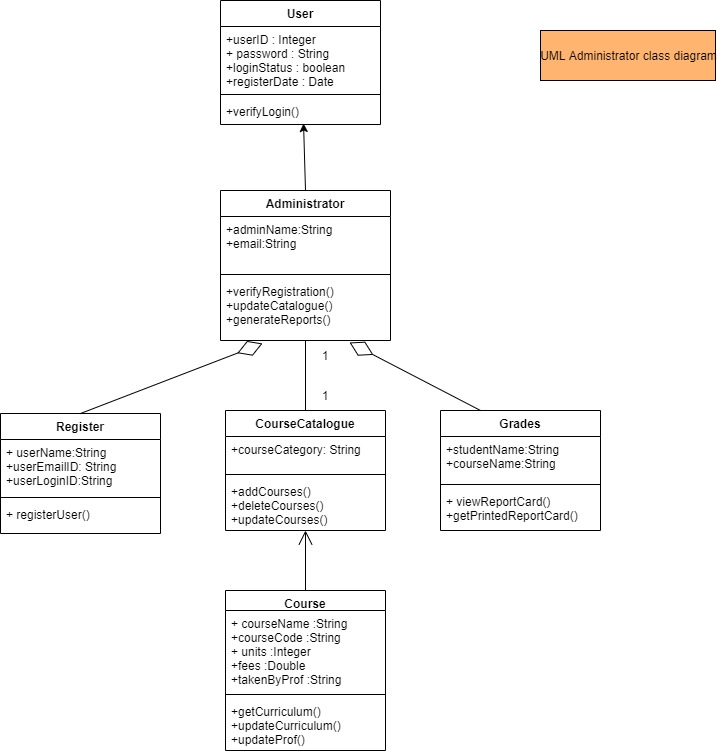 User
+userID : Integer
+ password : String
+loginStatus : boolean
+registerDate : Date
+verifyLogin()
UML Administrator class diagram
Administrator
+adminName:String
+email:String
+verifyRegistration()
+updateCatalogue()
+generateReports()
1
1
Register
+ userName:String
+userEmailID: String
+userLoginID:String
+ registerUser()
CourseCatalogue
+courseCategory: String
+addCourses()
+deleteCourses()
+updateCourses()
Grades
+studentName:String
+courseName:String
+ viewReportCard()
+getPrintedReportCard()
Course
+ courseName :String
+courseCode :String
+ units :Integer
+fees :Double
+takenByProf :String
+getCurriculum()
+updateCurriculum()
+updateProf()